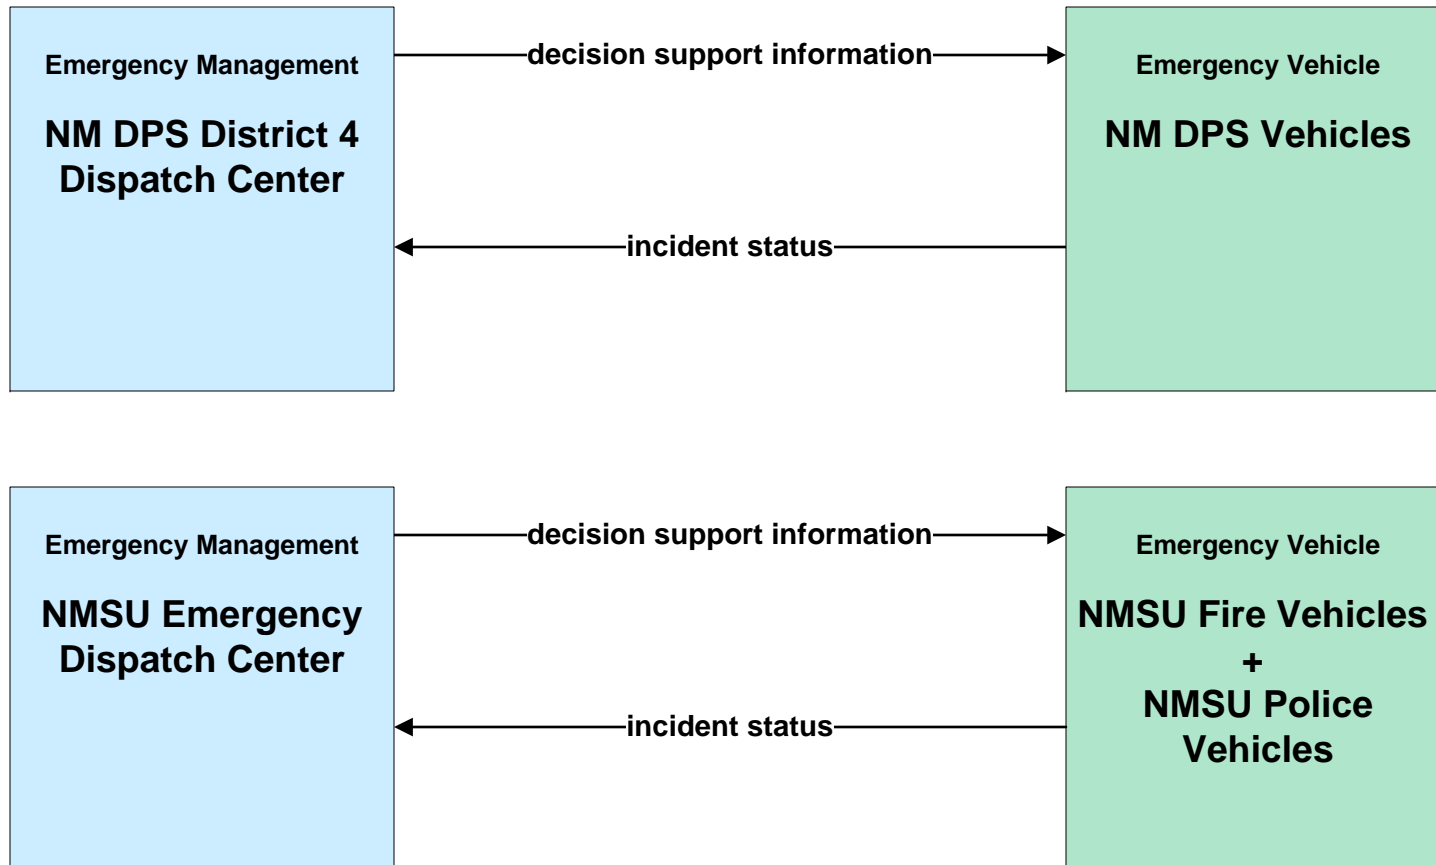 Emergency Management
NM DPS District 4
Dispatch Center
decision support information
incident status
Emergency Vehicle
NM DPS Vehicles
Emergency Management
NMSU Emergency
Dispatch Center
decision support information
incident status
Emergency Vehicle
NMSU Fire Vehicles
+
NMSU Police
Vehicles